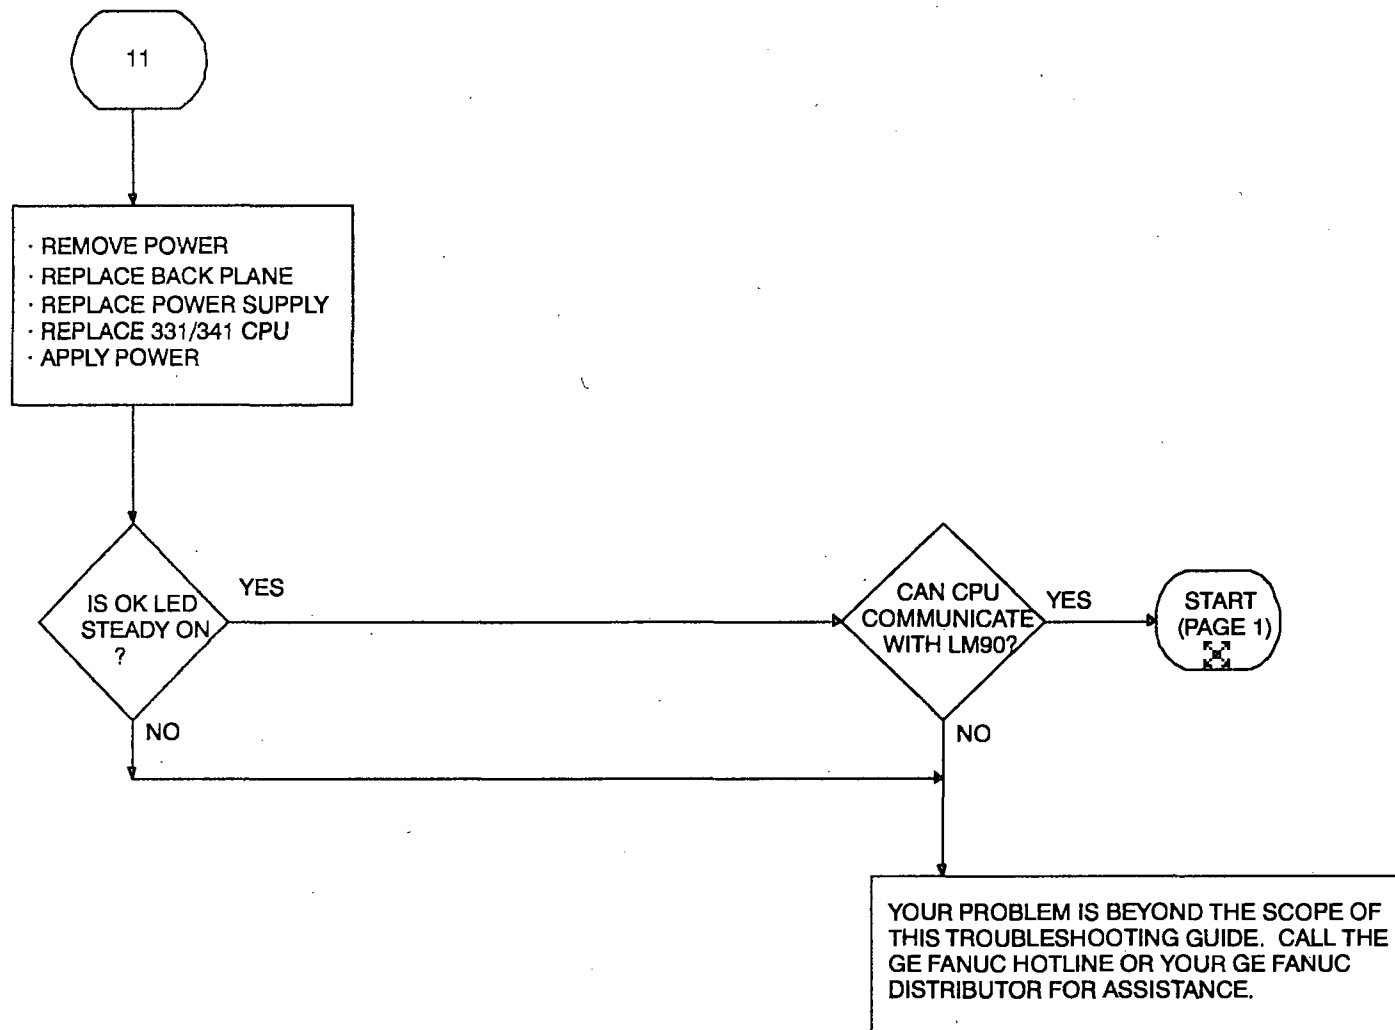 11
· REMOVE POWER
· REPLACE BACK PLANE
· REPLACE POWER SUPPLY
· REPLACE 331/341 CPU
· APPLY POWER
IS OK LED
STEADY ON
?
YES
NO
CAN CPU
COMMUNICATE
WITH LM90?
YES
NO
START
(PAGE 1)
YOUR PROBLEM IS BEYOND THE SCOPE OF
THIS TROUBLESHOOTING GUIDE. CALL THE
GE FANUC HOTLINE OR YOUR GE FANUC
DISTRIBUTOR FOR ASSISTANCE.